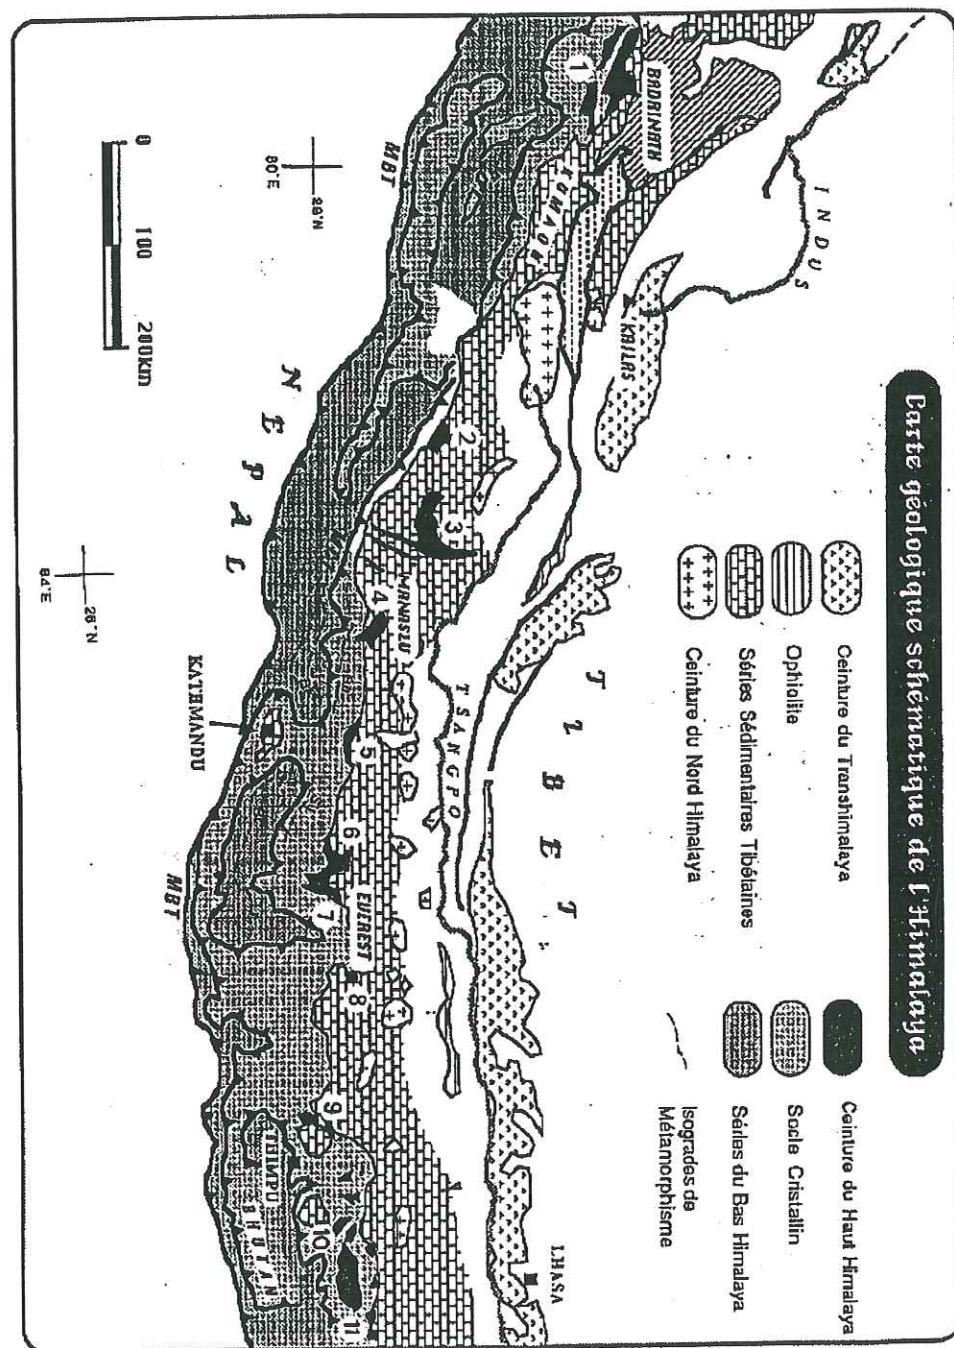 Carte géologique schématique de l'Himalaya
Ceinture du Transhimalaya
Ophiolite
Séries Sédimentaires Tibétaines
Ceinture du Nord Himalaya
Ceinture du Haut Himalaya
Socle Cristallin
Séries du Bas Himalaya
Isogrades de
Métamorphisme
INDUS
BADRINATH
KUMAON
KAILAS
TIBET
TSANGPO
LHASA
MANASLU
EVEREST
NEPAL
KATHMANDU
THIMPU
BHUTAN
MBT
MBT
1
2
3
4
5
6
7
8
9
10
11
28°N
80°E
26°N
84°E
0
100
200km